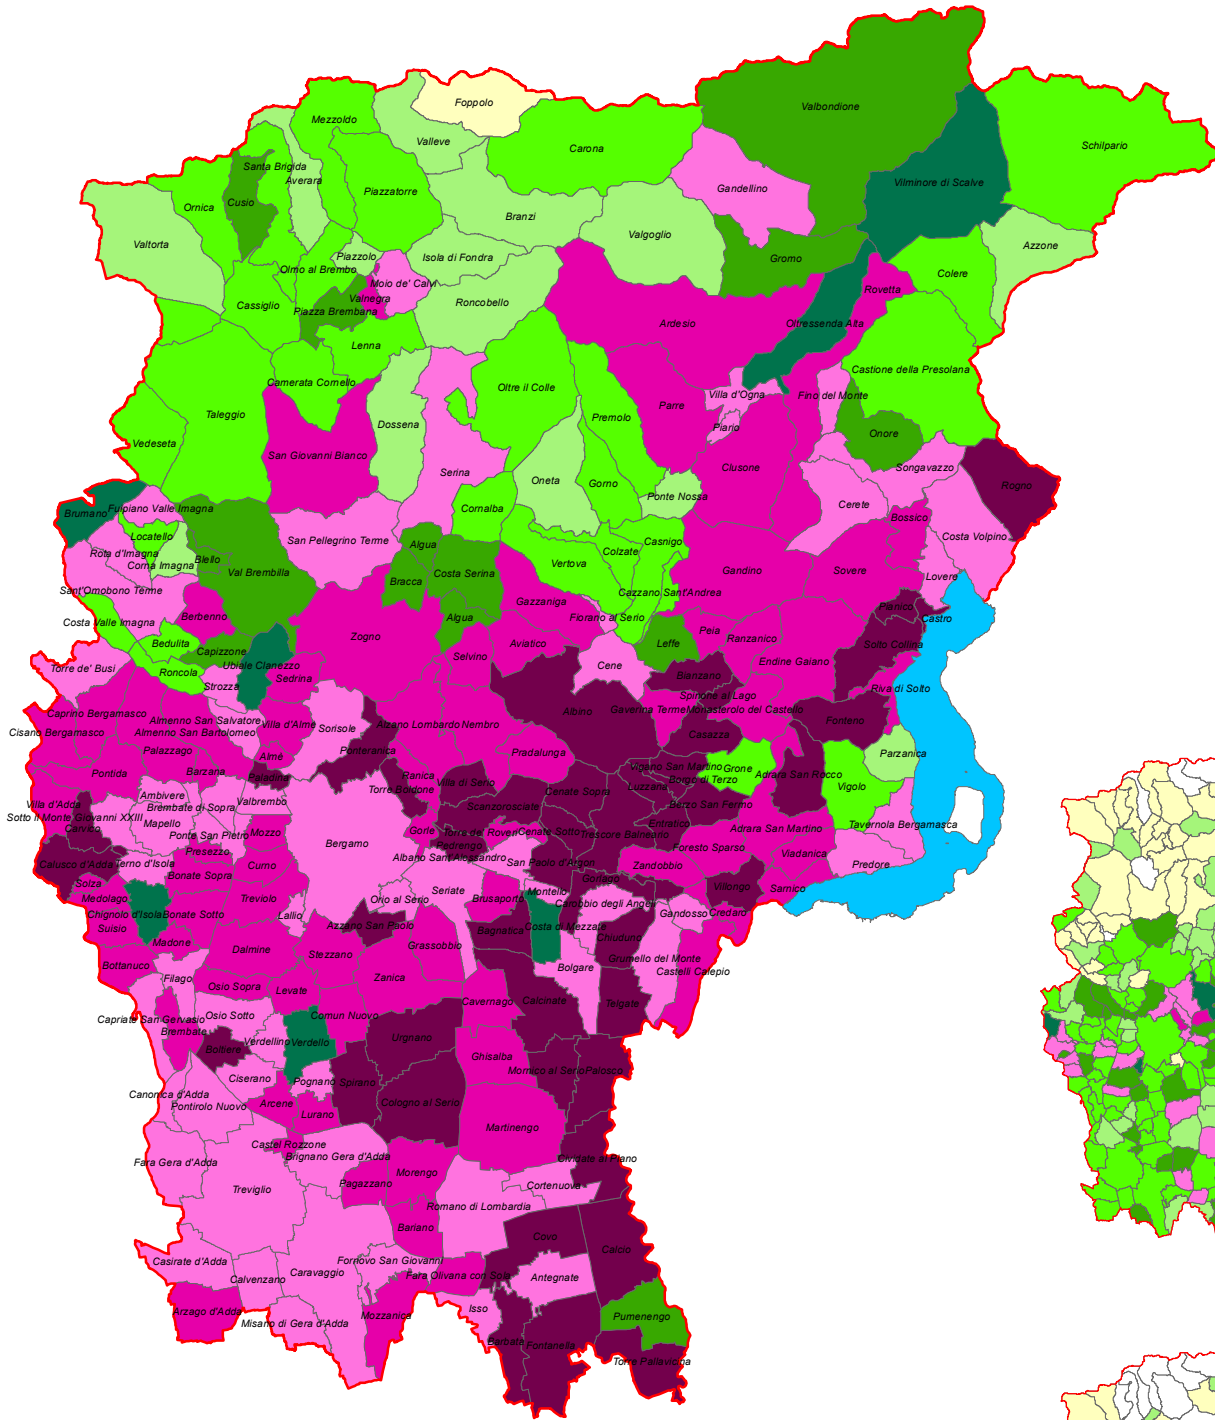 Foppolo
Valbondione
Mezzoldo
Valleve
Carona
Schilpario
Santa Brigida
Averara
Piazzatorre
Vilminore di Scalve
Gandellino
Cusio
Ornica
Branzi
Valgoglio
Valtorta
Piazzolo
Isola di Fondra
Gromo
Azzone
Olmo al Brembo
Moio de' Calvi
Colere
Roncobello
Rovetta
Valnegra
Cassiglio
Piazza Brembana
Ardesio
Oltressenda Alta
Lenna
Castione della Presolana
Camerata Cornello
Oltre il Colle
Villa d'Ogna
Fino del Monte
Parre
Taleggio
Dossena
Premolo
Piario
Onore
Vedeseta
San Giovanni Bianco
Clusone
Songavazzo
Serina
Oneta
Gorno
Ponte Nossa
Rogno
Cerete
Fuipiano Valle Imagna
Brumano
Cornalba
Bossico
Costa Volpino
Locatello
San Pellegrino Terme
Algua
Casnigo
Rota d'Imagna
Colzate
Blello
Corna Imagna
Val Brembilla
Costa Serina
Vertova
Gandino
Sovere
Bracca
Lovere
Sant'Omobono Terme
Cazzano Sant'Andrea
Gazzaniga
Pianico
Berbenno
Algua
Fiorano al Serio
Castro
Costa Valle Imagna
Zogno
Peia
Ranzanico
Bedulita
Aviatico
Leffe
Solto Collina
Capizzone
Selvino
Endine Gaiano
Torre de' Busi
Ubiale Clanezzo
Cene
Roncola
Sedrina
Bianzano
Strozza
Riva di Solto
Spinone al Lago
Caprino Bergamasco
Albino
Gaverina Terme
Monasterolo del Castello
Almenno San Salvatore
Villa d'Almè
Sorisole
Alzano Lombardo
Nembro
Fonteno
Cisano Bergamasco
Almenno San Bartolomeo
Casazza
Palazzago
Ponteranica
Pradalunga
Parzanica
Almè
Pontida
Barzana
Paladina
Ranica
Villa di Serio
Vigano San Martino
Grone
Adrara San Rocco
Borgo di Terzo
Luzzana
Vigolo
Torre Boldone
Cenate Sopra
Ambivere
Valbrembo
Villa d'Adda
Brembate di Sopra
Scanzorosciate
Berzo San Fermo
Sotto il Monte Giovanni XXIII
Mapello
Entratico
Tavernola Bergamasca
Carvico
Ponte San Pietro
Mozzo
Gorle
Torre de' Roveri
Cenate Sotto
Trescore Balneario
Adrara San Martino
Bergamo
Pedrengo
Foresto Sparso
Presezzo
Viadanica
Calusco d'Adda
Terno d'Isola
Curno
Albano Sant'Alessandro
San Paolo d'Argon
Zandobbio
Predore
Bonate Sopra
Gorlago
Solza
Villongo
Sarnico
Medolago
Treviolo
Orio al Serio
Seriate
Brusaporto
Montello
Carobbio degli Angeli
Chignolo d'Isola
Bonate Sotto
Lallio
Gandosso
Credaro
Suisio
Azzano San Paolo
Bagnatica
Costa di Mezzate
Chiuduno
Madone
Dalmine
Stezzano
Grassobbio
Grumello del Monte
Bottanuco
Bolgare
Castelli Calepio
Filago
Zanica
Osio Sopra
Levate
Cavernago
Calcinate
Telgate
Capriate San Gervasio
Osio Sotto
Comun Nuovo
Brembate
Urgnano
Verdellino
Verdello
Boltiere
Ghisalba
Mornico al Serio
Palosco
Ciserano
Pognano
Spirano
Canonica d'Adda
Cologno al Serio
Pontirolo Nuovo
Arcene
Lurano
Martinengo
Castel Rozzone
Brignano Gera d'Adda
Fara Gera d'Adda
Cividate al Piano
Morengo
Pagazzano
Cortenuova
Treviglio
Romano di Lombardia
Bariano
Covo
Calcio
Casirate d'Adda
Fornovo San Giovanni
Caravaggio
Fara Olivana con Sola
Calvenzano
Antegnate
Isso
Arzago d'Adda
Mozzanica
Pumenengo
Misano di Gera d'Adda
Barbata
Fontanella
Torre Pallavicina